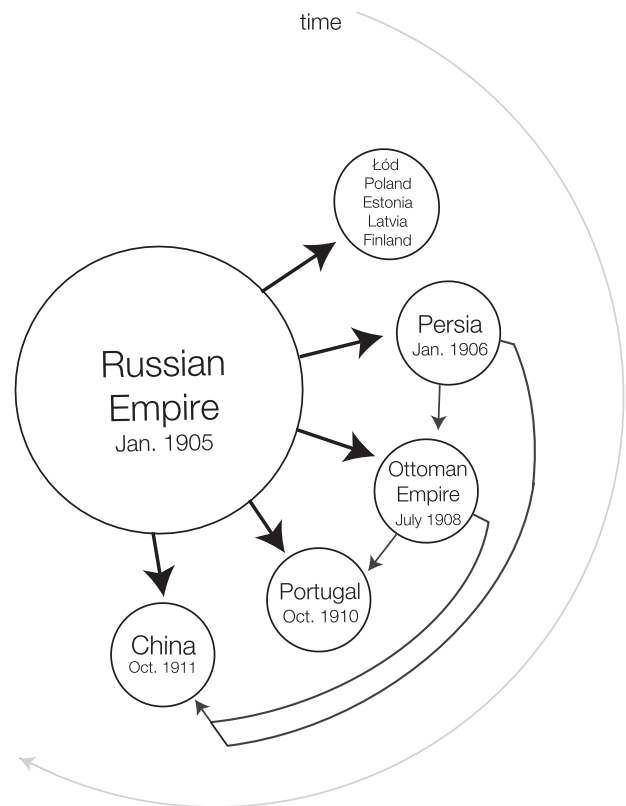 time
Łód
Poland
Estonia
Latvia
Finland
Persia
Jan. 1906
Russian
Empire
Jan. 1905
Ottoman
Empire
July 1908
Portugal
Oct. 1910
China
Oct. 1911